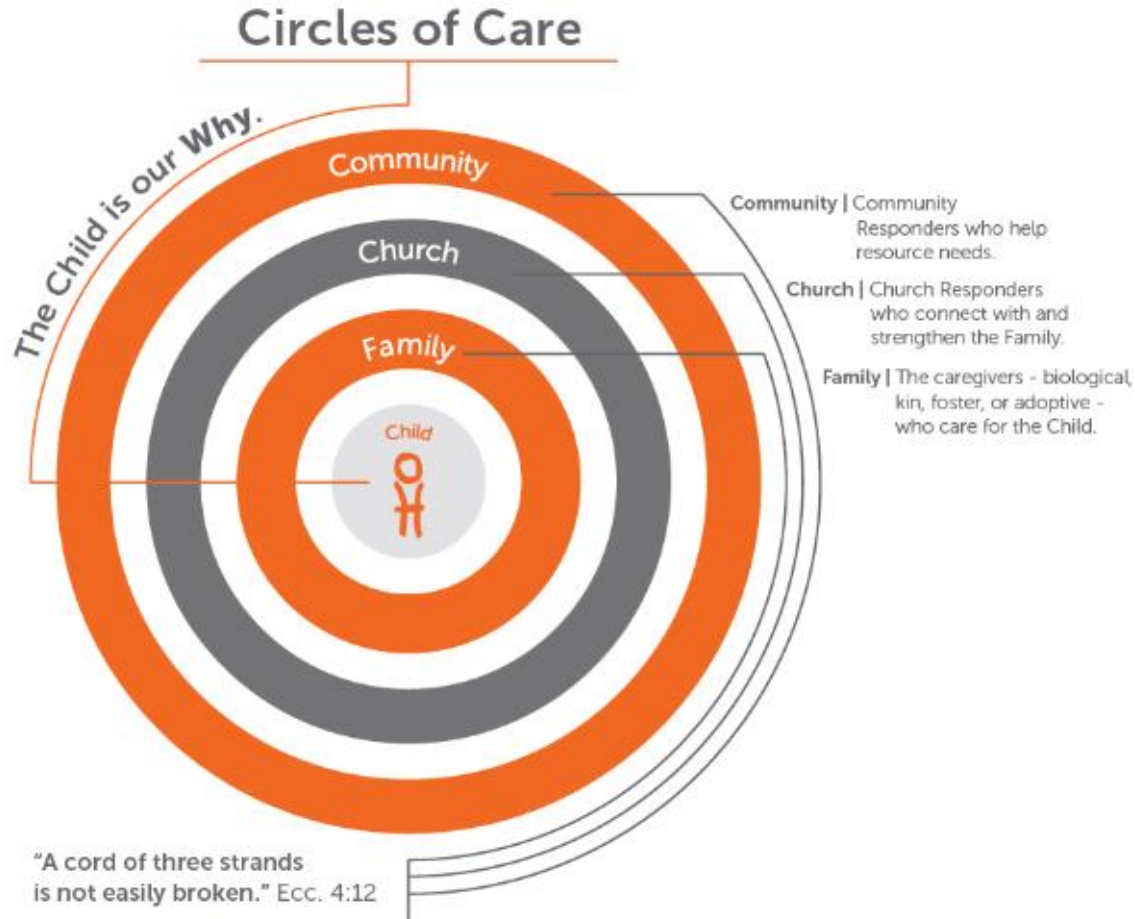 Circles of Care
The Child is our Why.
Community
Church
Family
Child
Community | Community
Responders who help
resource needs.
Church | Church Responders
who connect with and
strengthen the Family.
Family | The caregivers - biological,
kin, foster, or adoptive -
who care for the Child.
"A cord of three strands
is not easily broken." Ecc. 4:12